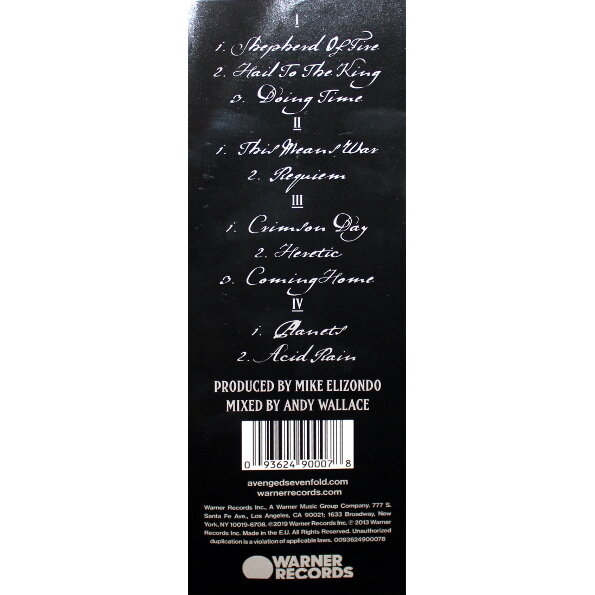 I
1. Shepherd Of Fire
2. Hail To The King
3. Doing Time
II
1. This Means War
2. Requiem
III
1. Crimson Day
2. Heretic
3. Coming Home
IV
1. Planets
2. Acid Rain
PRODUCED BY MIKE ELIZONDO
MIXED BY ANDY WALLACE
0 93624 90007 8
avengedsevenfold.com
warnerrecords.com
Warner Records Inc., A Warner Music Group Company. 777 S.
Santa Fe Ave., Los Angeles, CA 90021; 1633 Broadway, New
York, NY 10019-6708. ©2019 Warner Records Inc. ℗ 2013 Warner
Records Inc. Made in the E.U. All Rights Reserved. Unauthorized
duplication is a violation of applicable laws. 0093624900078
WARNER
RECORDS